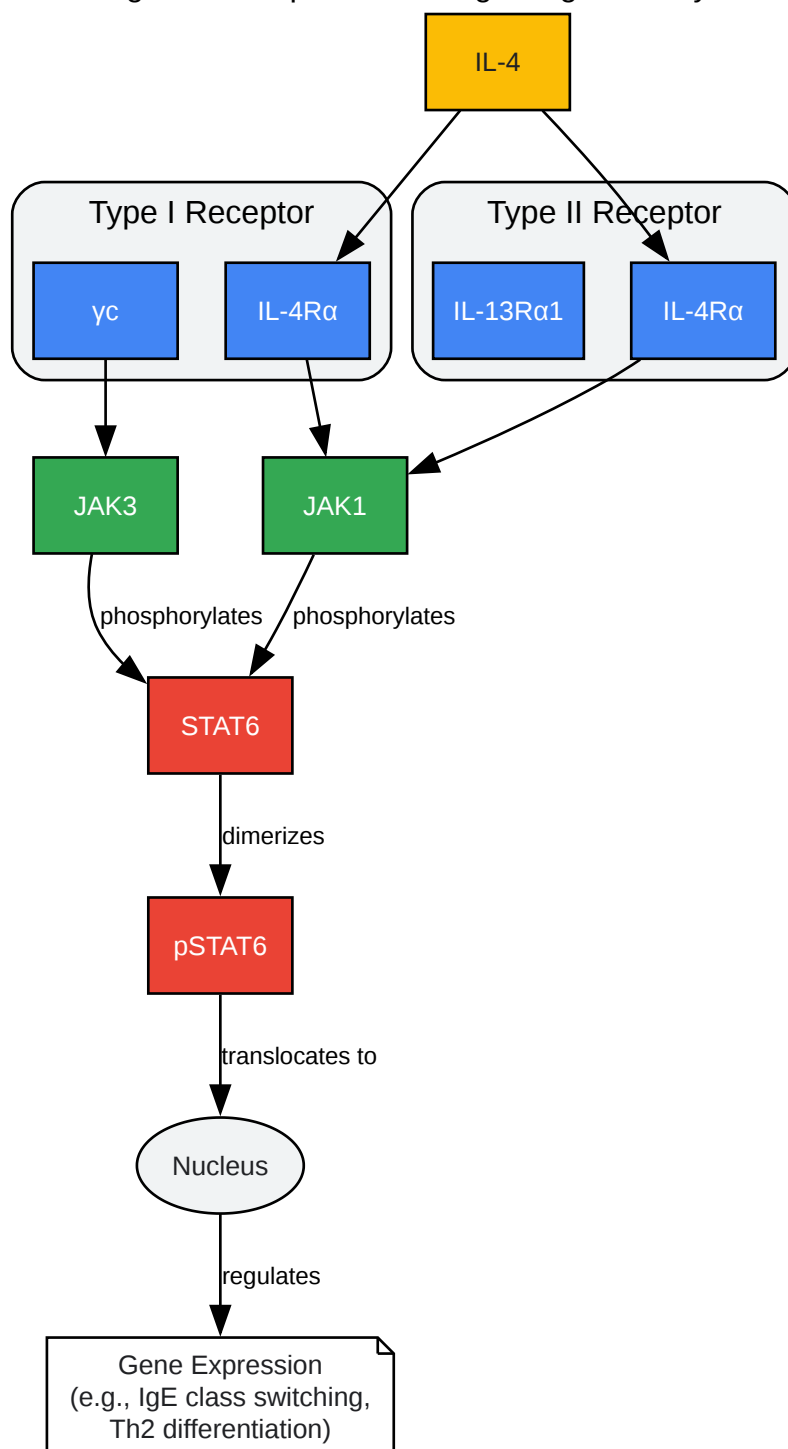 IL-4
Type I Receptor
Type II Receptor
γc
IL-4Rα
IL-13Rα1
IL-4Rα
JAK3
JAK1
phosphorylates
phosphorylates
STAT6
dimerizes
pSTAT6
translocates to
Nucleus
regulates
Gene Expression
(e.g., IgE class switching,
Th2 differentiation)